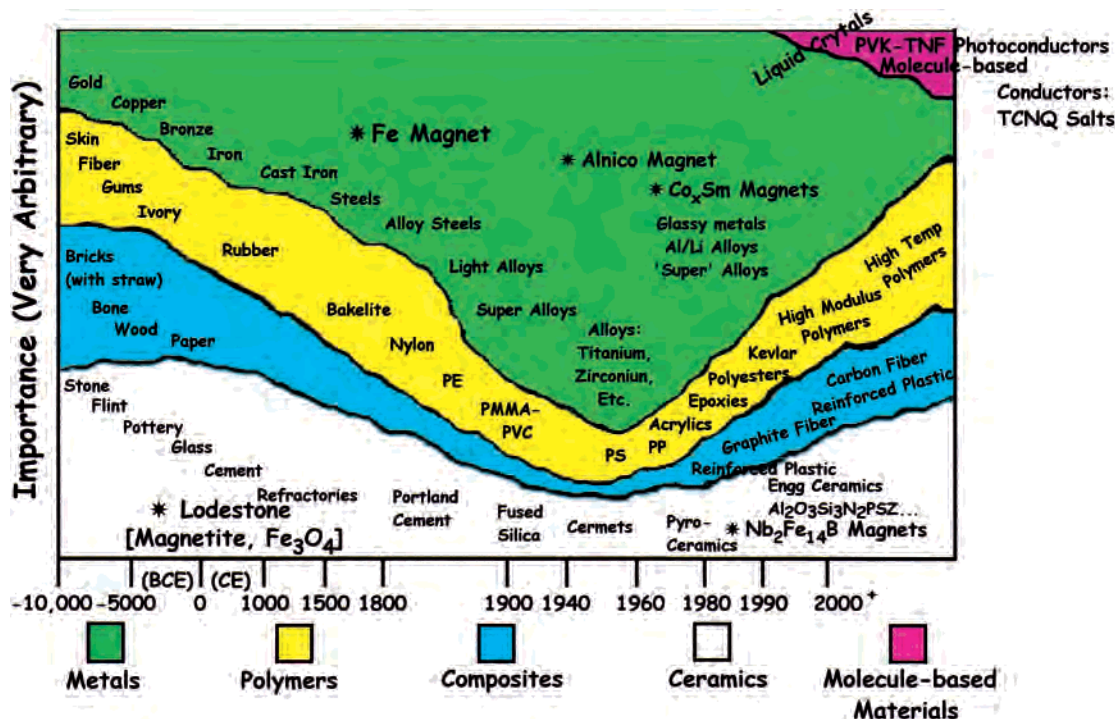 Importance (Very Arbitrary)
Liquid Crytals
PVK-TNF Photoconductors
Molecule-based
Conductors:
TCNQ Salts
Gold
Copper
Bronze
Iron
Cast Iron
Steels
Alloy Steels
Light Alloys
Super Alloys
Alloys:
Titanium,
Zirconiun,
Etc.
* Fe Magnet
* Alnico Magnet
* CoxSm Magnets
Glassy metals
Al/Li Alloys
'Super' Alloys
Skin
Fiber
Gums
Ivory
Rubber
Bakelite
Nylon
PE
PMMA-
PVC
PS
PP
Acrylics
Epoxies
Polyesters
Kevlar
High Modulus
Polymers
High Temp
Polymers
Bricks
(with straw)
Bone
Wood
Paper
Graphite Fiber
Reinforced Plastic
Carbon Fiber
Reinforced Plastic
Stone
Flint
Pottery
Glass
Cement
Refractories
* Lodestone
[Magnetite, Fe3O4]
Portland
Cement
Fused
Silica
Cermets
Pyro-
Ceramics
Engg Ceramics
Al2O3Si3N2PSZ...
* Nb2Fe14B Magnets
(BCE) (CE)
-10,000 -5000 0 1000 1500 1800 1900 1940 1960 1980 1990 2000+
Metals
Polymers
Composites
Ceramics
Molecule-based
Materials